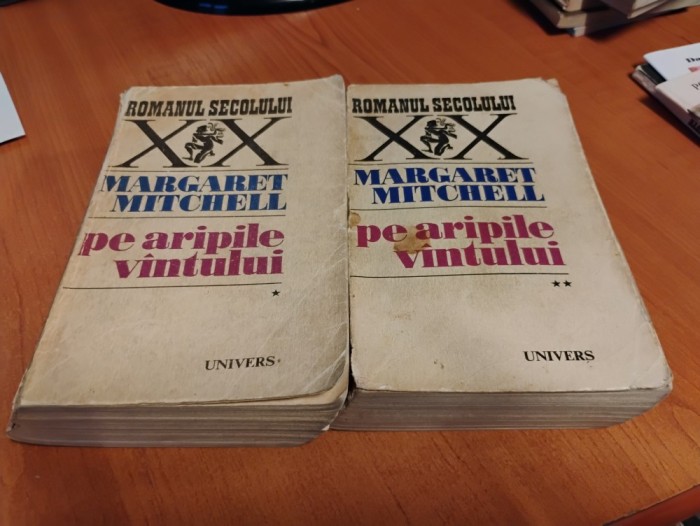 ROMANUL SECOLULUI
XX
MARGARET
MITCHELL
pe aripile
vîntului
*
UNIVERS
ROMANUL SECOLULUI
XX
MARGARET
MITCHELL
pe aripile
vîntului
**
UNIVERS